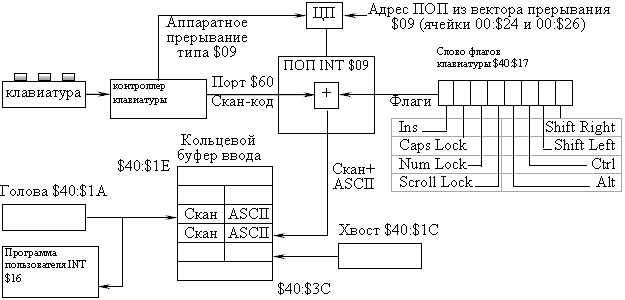 ЦП
Аппаратное
прерывание
типа $09
Адрес ПОП из вектора прерывания
$09 (ячейки 00:$24 и 00:$26)
ПОП INT $09
Слово флагов
клавиатуры $40:$17
клавиатура
контроллер
клавиатуры
Порт $60
Скан-код
+
Флаги
Ins
Shift Right
Caps Lock
Shift Left
Num Lock
Ctrl
Scroll Lock
Alt
Кольцевой
буфер ввода
$40:$1E
Скан+
ASCII
Голова $40:$1A
Скан ASCII
Скан ASCII
Хвост $40:$1C
Программа
пользователя INT
$16
$40:$3C